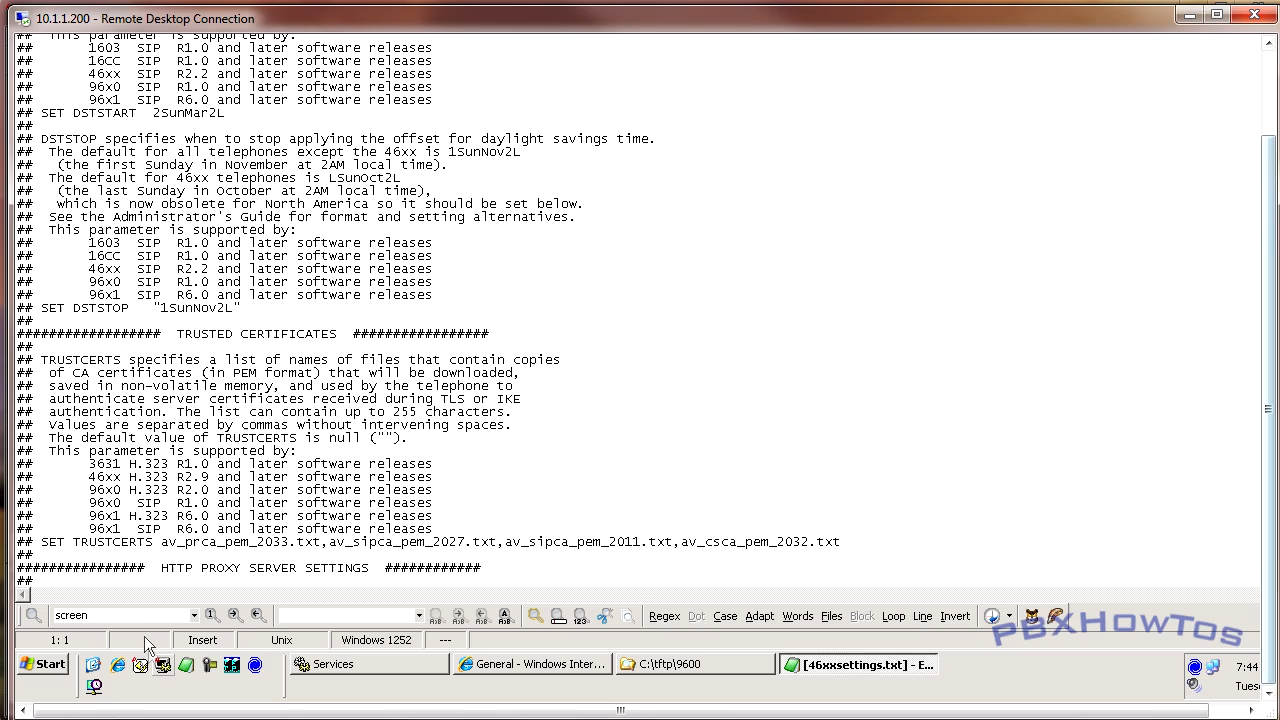 10.1.1.200 - Remote Desktop Connection
## This parameter is supported by:
## 1603 SIP R1.0 and later software releases
## 16CC SIP R1.0 and later software releases
## 46xx SIP R2.2 and later software releases
## 96x0 SIP R1.0 and later software releases
## 96x1 SIP R6.0 and later software releases
## SET DSTSTART 2SunMar2L
##
## DSTSTOP specifies when to stop applying the offset for daylight savings time.
## The default for all telephones except the 46xx is 1SunNov2L
## (the first Sunday in November at 2AM local time).
## The default for 46xx telephones is LSunOct2L
## (the last Sunday in October at 2AM local time),
## which is now obsolete for North America so it should be set below.
## See the Administrator's Guide for format and setting alternatives.
## This parameter is supported by:
## 1603 SIP R1.0 and later software releases
## 16CC SIP R1.0 and later software releases
## 46xx SIP R2.2 and later software releases
## 96x0 SIP R1.0 and later software releases
## 96x1 SIP R6.0 and later software releases
## SET DSTSTOP "1SunNov2L"
##
################## TRUSTED CERTIFICATES #################
##
## TRUSTCERTS specifies a list of names of files that contain copies
## of CA certificates (in PEM format) that will be downloaded,
## saved in non-volatile memory, and used by the telephone to
## authenticate server certificates received during TLS or IKE
## authentication. The list can contain up to 255 characters.
## Values are separated by commas without intervening spaces.
## The default value of TRUSTCERTS is null ("").
## This parameter is supported by:
## 3631 H.323 R1.0 and later software releases
## 46xx H.323 R2.9 and later software releases
## 96x0 H.323 R2.0 and later software releases
## 96x0 SIP R1.0 and later software releases
## 96x1 H.323 R6.0 and later software releases
## 96x1 SIP R6.0 and later software releases
## SET TRUSTCERTS av_prca_pem_2033.txt,av_sipca_pem_2027.txt,av_sipca_pem_2011.txt,av_csca_pem_2032.txt
##
################ HTTP PROXY SERVER SETTINGS ############
##
screen Regex Dot Case Adapt Words Files Block Loop Line Invert
PBXHowTos
1: 1 Insert Unix Windows 1252 ---
Start Services General - Windows Inter... C:\tftp\9600 [46xxsettings.txt] - E... 7:44
Tues